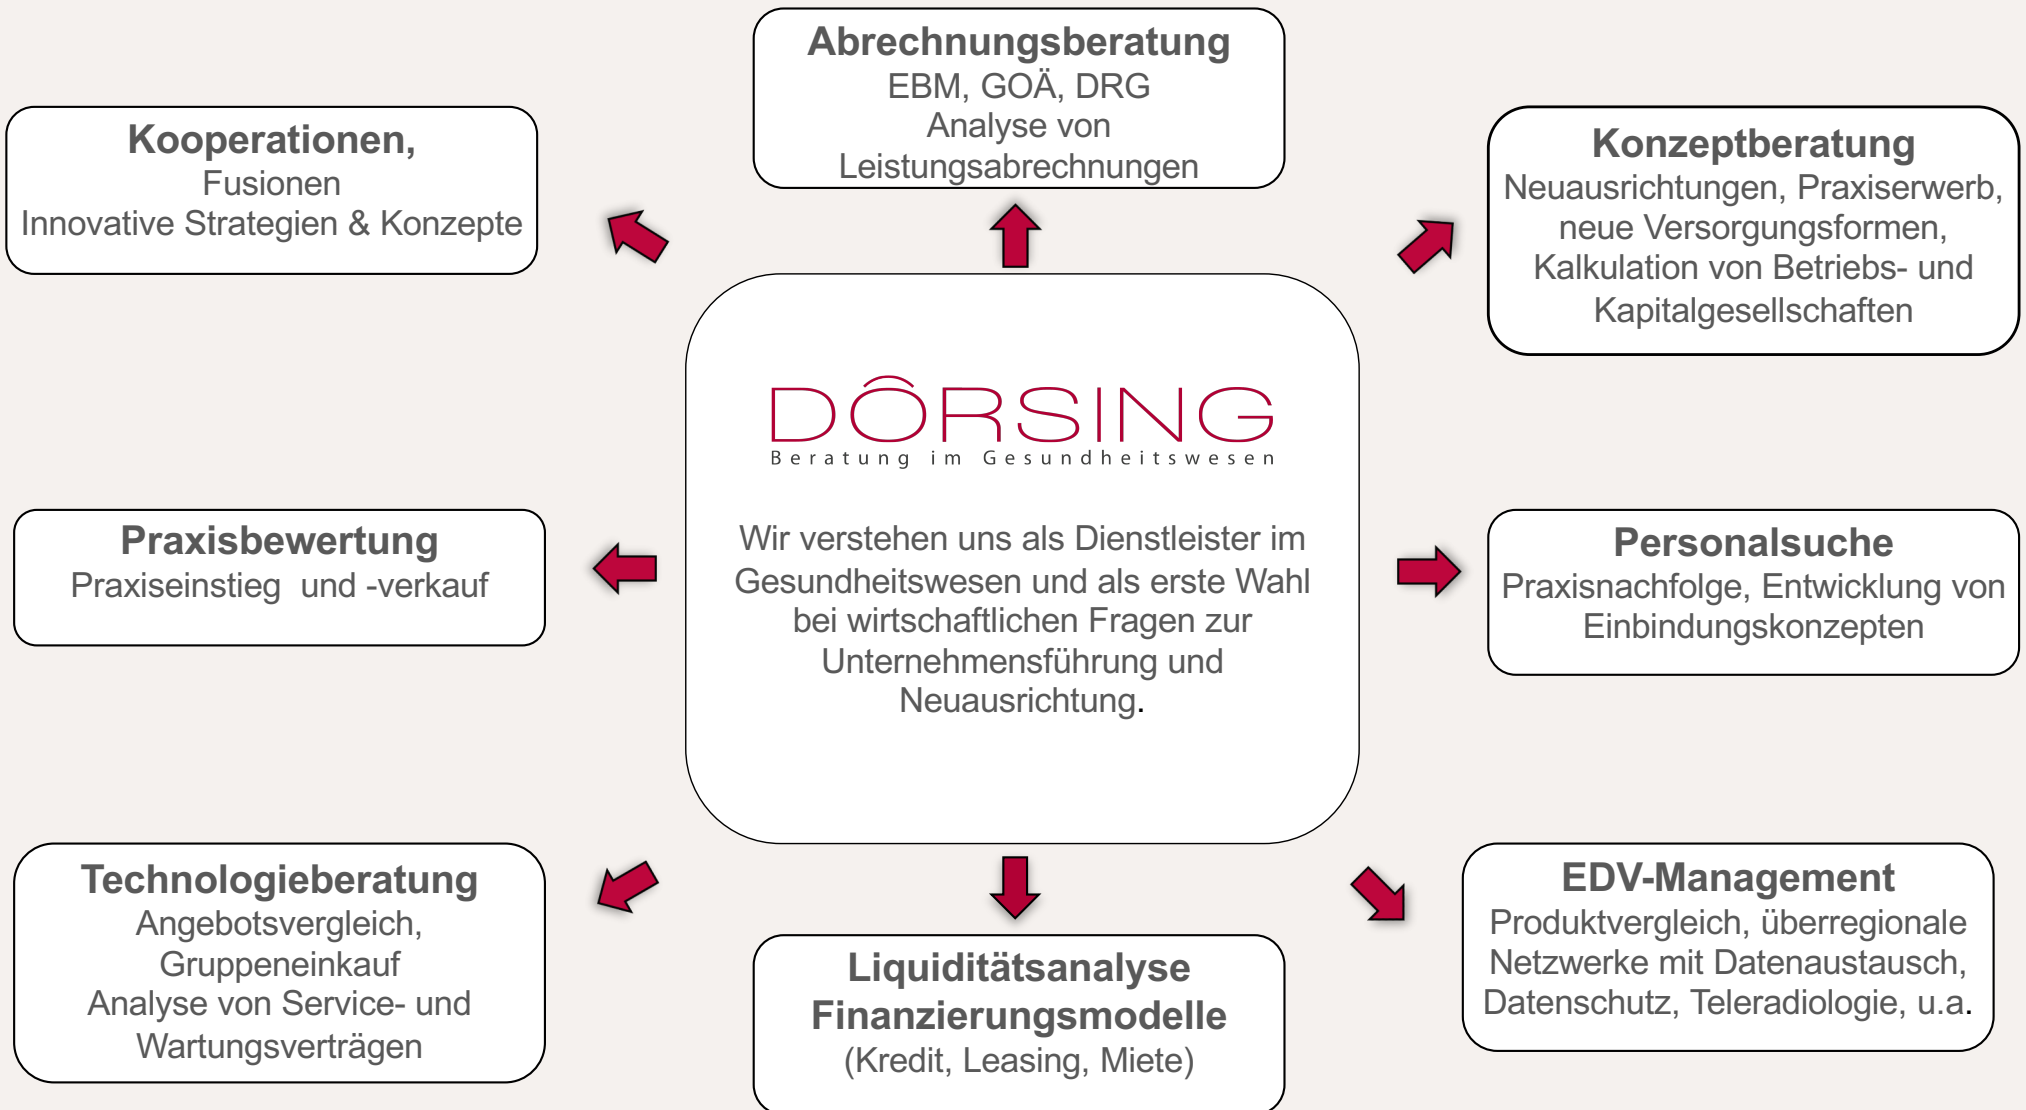 Abrechnungsberatung
EBM, GOÄ, DRG
Analyse von
Leistungsabrechnungen
Kooperationen,
Fusionen
Innovative Strategien & Konzepte
Konzeptberatung
Neuausrichtungen, Praxiserwerb,
neue Versorgungsformen,
Kalkulation von Betriebs- und
Kapitalgesellschaften
DÔRSING
Beratung im Gesundheitswesen
Wir verstehen uns als Dienstleister im
Gesundheitswesen und als erste Wahl
bei wirtschaftlichen Fragen zur
Unternehmensführung und
Neuausrichtung.
Praxisbewertung
Praxiseinstieg und -verkauf
Personalsuche
Praxisnachfolge, Entwicklung von
Einbindungskonzepten
Technologieberatung
Angebotsvergleich,
Gruppeneinkauf
Analyse von Service- und
Wartungsverträgen
Liquiditätsanalyse
Finanzierungsmodelle
(Kredit, Leasing, Miete)
EDV-Management
Produktvergleich, überregionale
Netzwerke mit Datenaustausch,
Datenschutz, Teleradiologie, u.a.